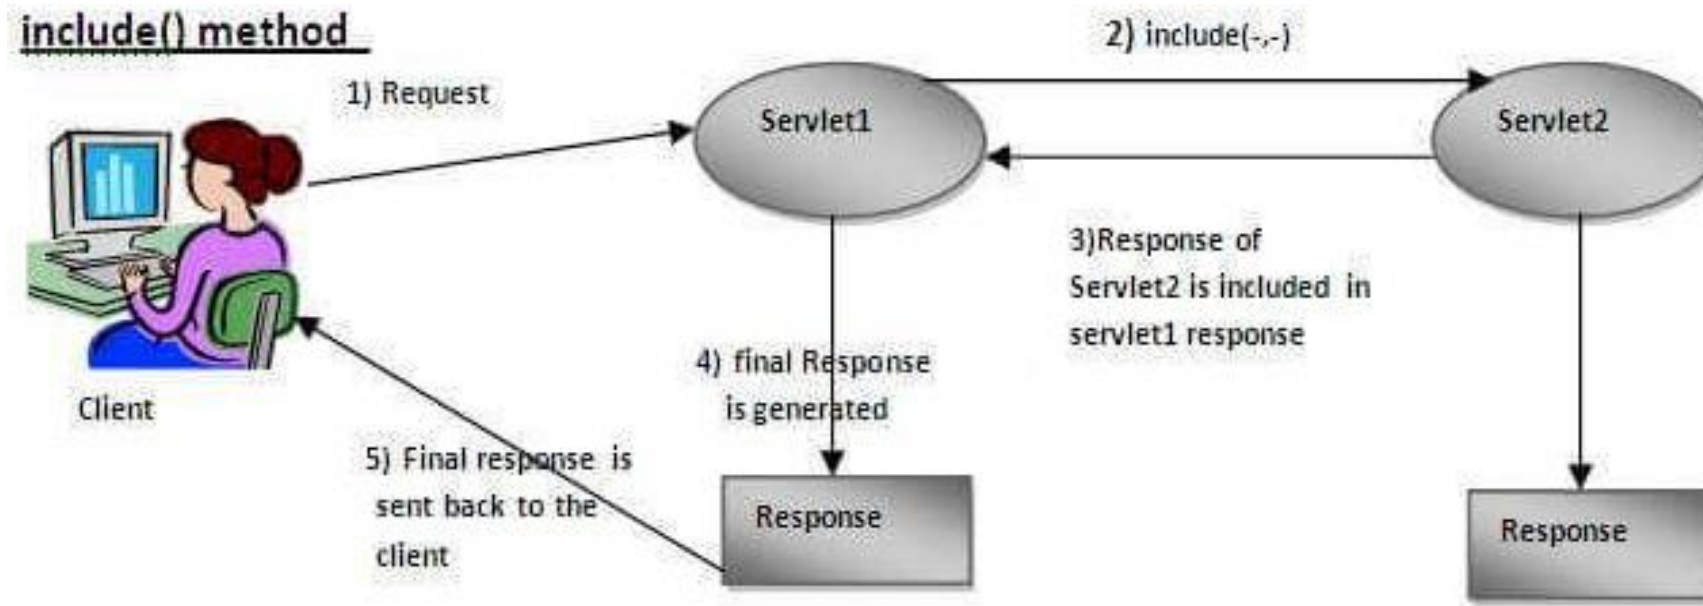 include() method
1) Request
2) include(-,-)
Servlet1
Servlet2
3)Response of
Servlet2 is included in
servlet1 response
4) final Response
is generated
Client
5) Final response is
sent back to the
client
Response
Response